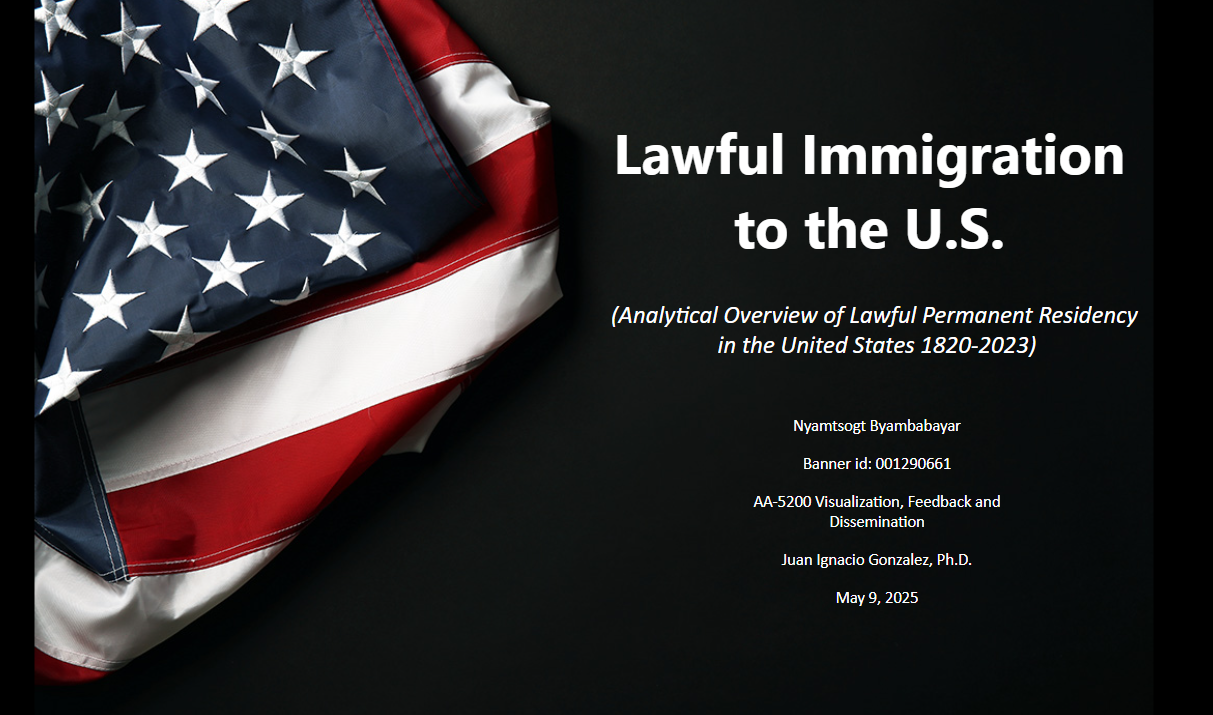 Lawful Immigration
to the U.S.
(Analytical Overview of Lawful Permanent Residency
in the United States 1820-2023)
Nyamtsogt Byambabayar
Banner id: 001290661
AA-5200 Visualization, Feedback and
Dissemination
Juan Ignacio Gonzalez, Ph.D.
May 9, 2025